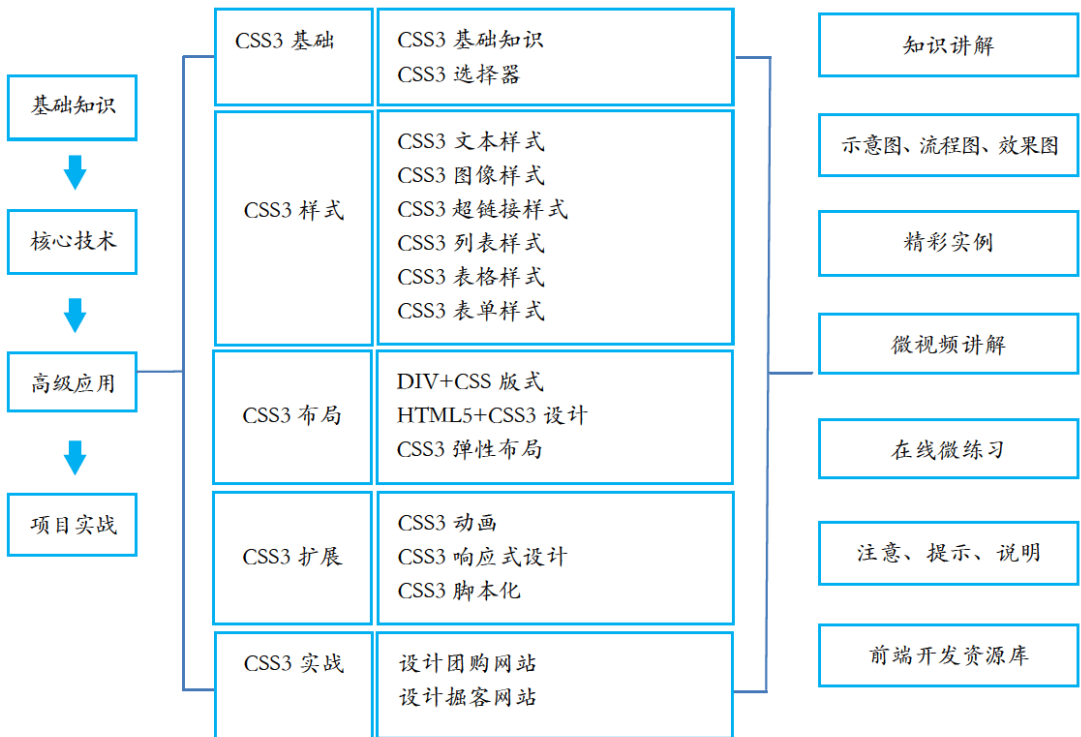 基础知识
核心技术
高级应用
项目实战
CSS3 基础
CSS3 基础知识
CSS3 选择器
CSS3 样式
CSS3 文本样式
CSS3 图像样式
CSS3 超链接样式
CSS3 列表样式
CSS3 表格样式
CSS3 表单样式
CSS3 布局
DIV+CSS 版式
HTML5+CSS3 设计
CSS3 弹性布局
CSS3 扩展
CSS3 动画
CSS3 响应式设计
CSS3 脚本化
CSS3 实战
设计团购网站
设计掘客网站
知识讲解
示意图、流程图、效果图
精彩实例
微视频讲解
在线微练习
注意、提示、说明
前端开发资源库